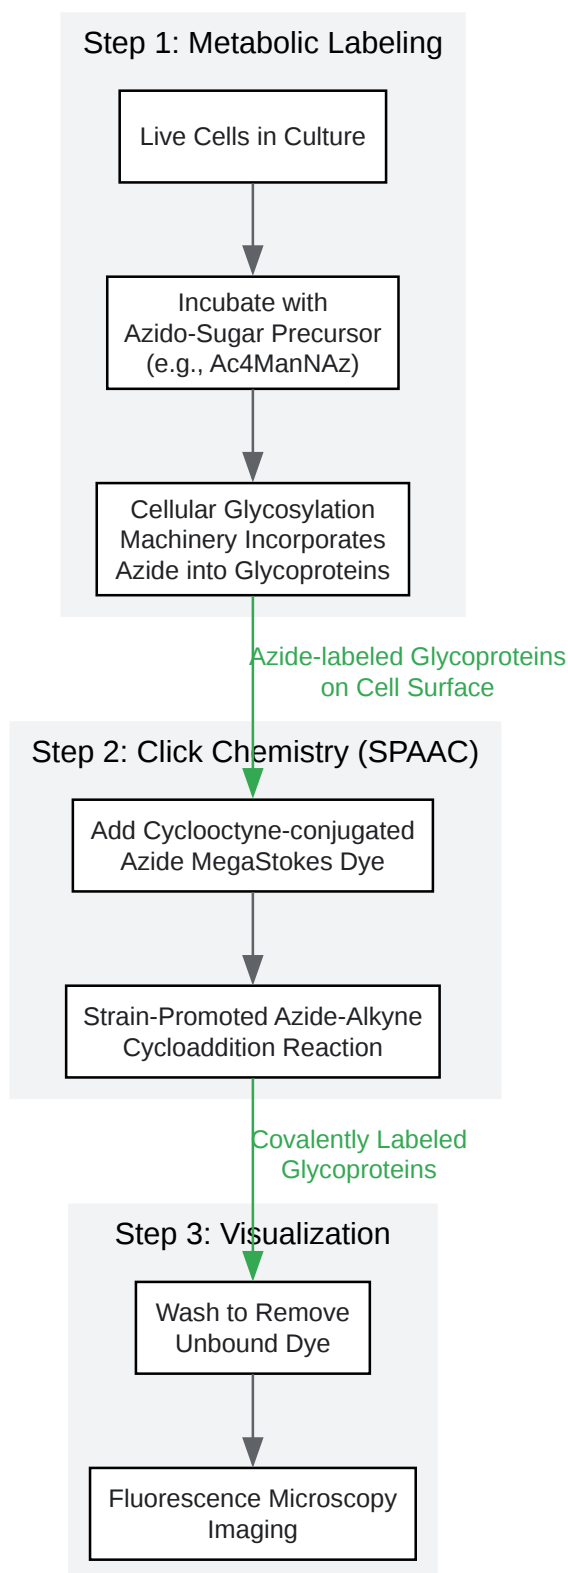 Step 1: Metabolic Labeling
Live Cells in Culture
Incubate with
Azido-Sugar Precursor
(e.g., Ac4ManNAz)
Cellular Glycosylation
Machinery Incorporates
Azide into Glycoproteins
Azide-labeled Glycoproteins
on Cell Surface
Step 2: Click Chemistry (SPAAC)
Add Cyclooctyne-conjugated
Azide MegaStokes Dye
Strain-Promoted Azide-Alkyne
Cycloaddition Reaction
Covalently Labeled
Glycoproteins
Step 3: Visualization
Wash to Remove
Unbound Dye
Fluorescence Microscopy
Imaging